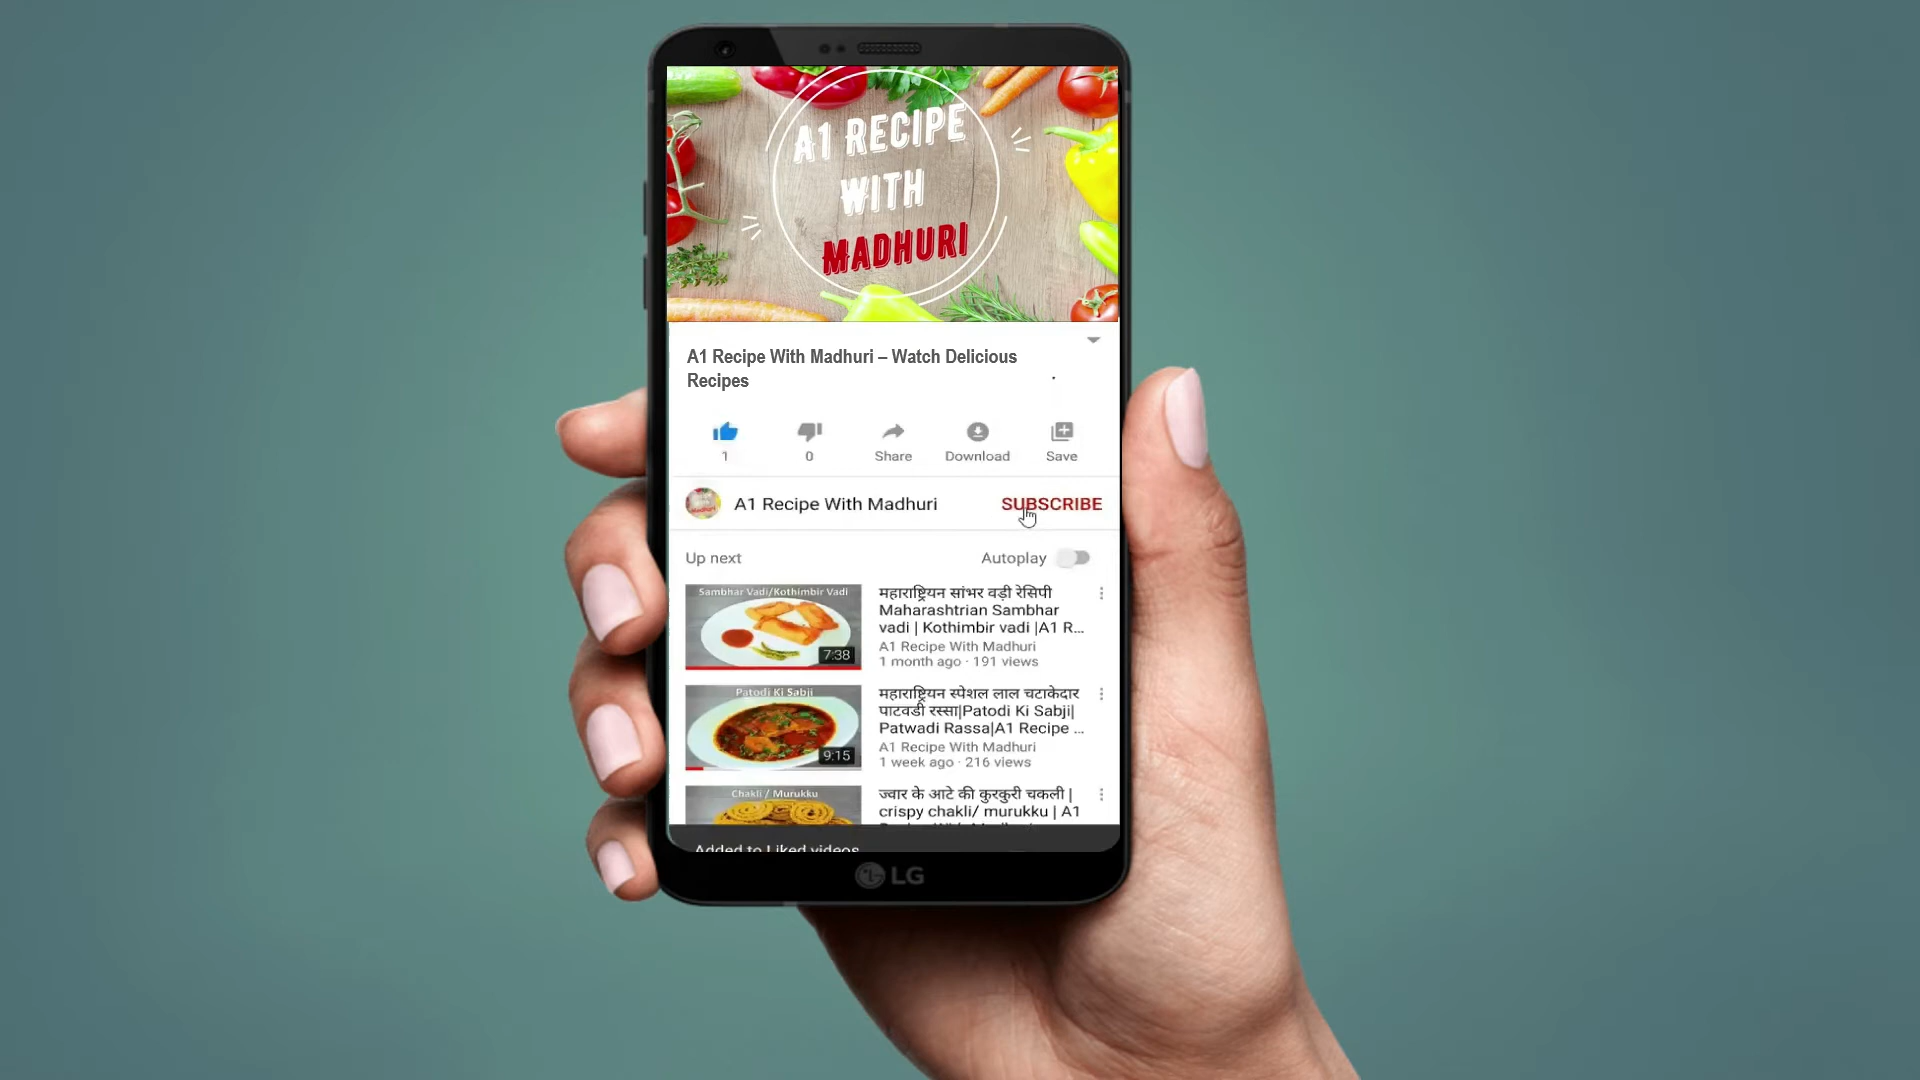 A1 RECIPE
WITH
MADHURI
A1 Recipe With Madhuri – Watch Delicious
Recipes
1
0
Share
Download
Save
A1 Recipe With Madhuri
SUBSCRIBE
Up next
Autoplay
Sambhar Vadi/Kothimbir Vadi
7:38
महाराष्ट्रियन सांभर वड़ी रेसिपी
Maharashtrian Sambhar
vadi | Kothimbir vadi |A1 R...
A1 Recipe With Madhuri
1 month ago · 191 views
Patodi Ki Sabji
9:15
महाराष्ट्रियन स्पेशल लाल चटाकेदार
पाटवडी रस्सा|Patodi Ki Sabji|
Patwadi Rassa|A1 Recipe ...
A1 Recipe With Madhuri
1 week ago · 216 views
Chakli / Murukku
ज्वार के आटे की कुरकुरी चकली |
crispy chakli/ murukku | A1
Added to Liked videos
LG